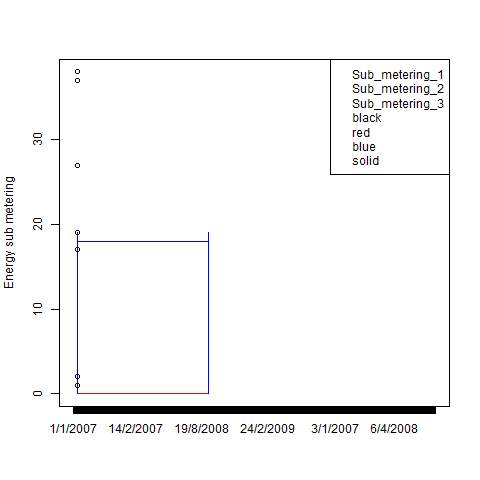 Sub_metering_1
Sub_metering_2
Sub_metering_3
black
red
blue
solid
Energy sub metering
30
20
10
0
1/1/2007 14/2/2007 19/8/2008 24/2/2009 3/1/2007 6/4/2008